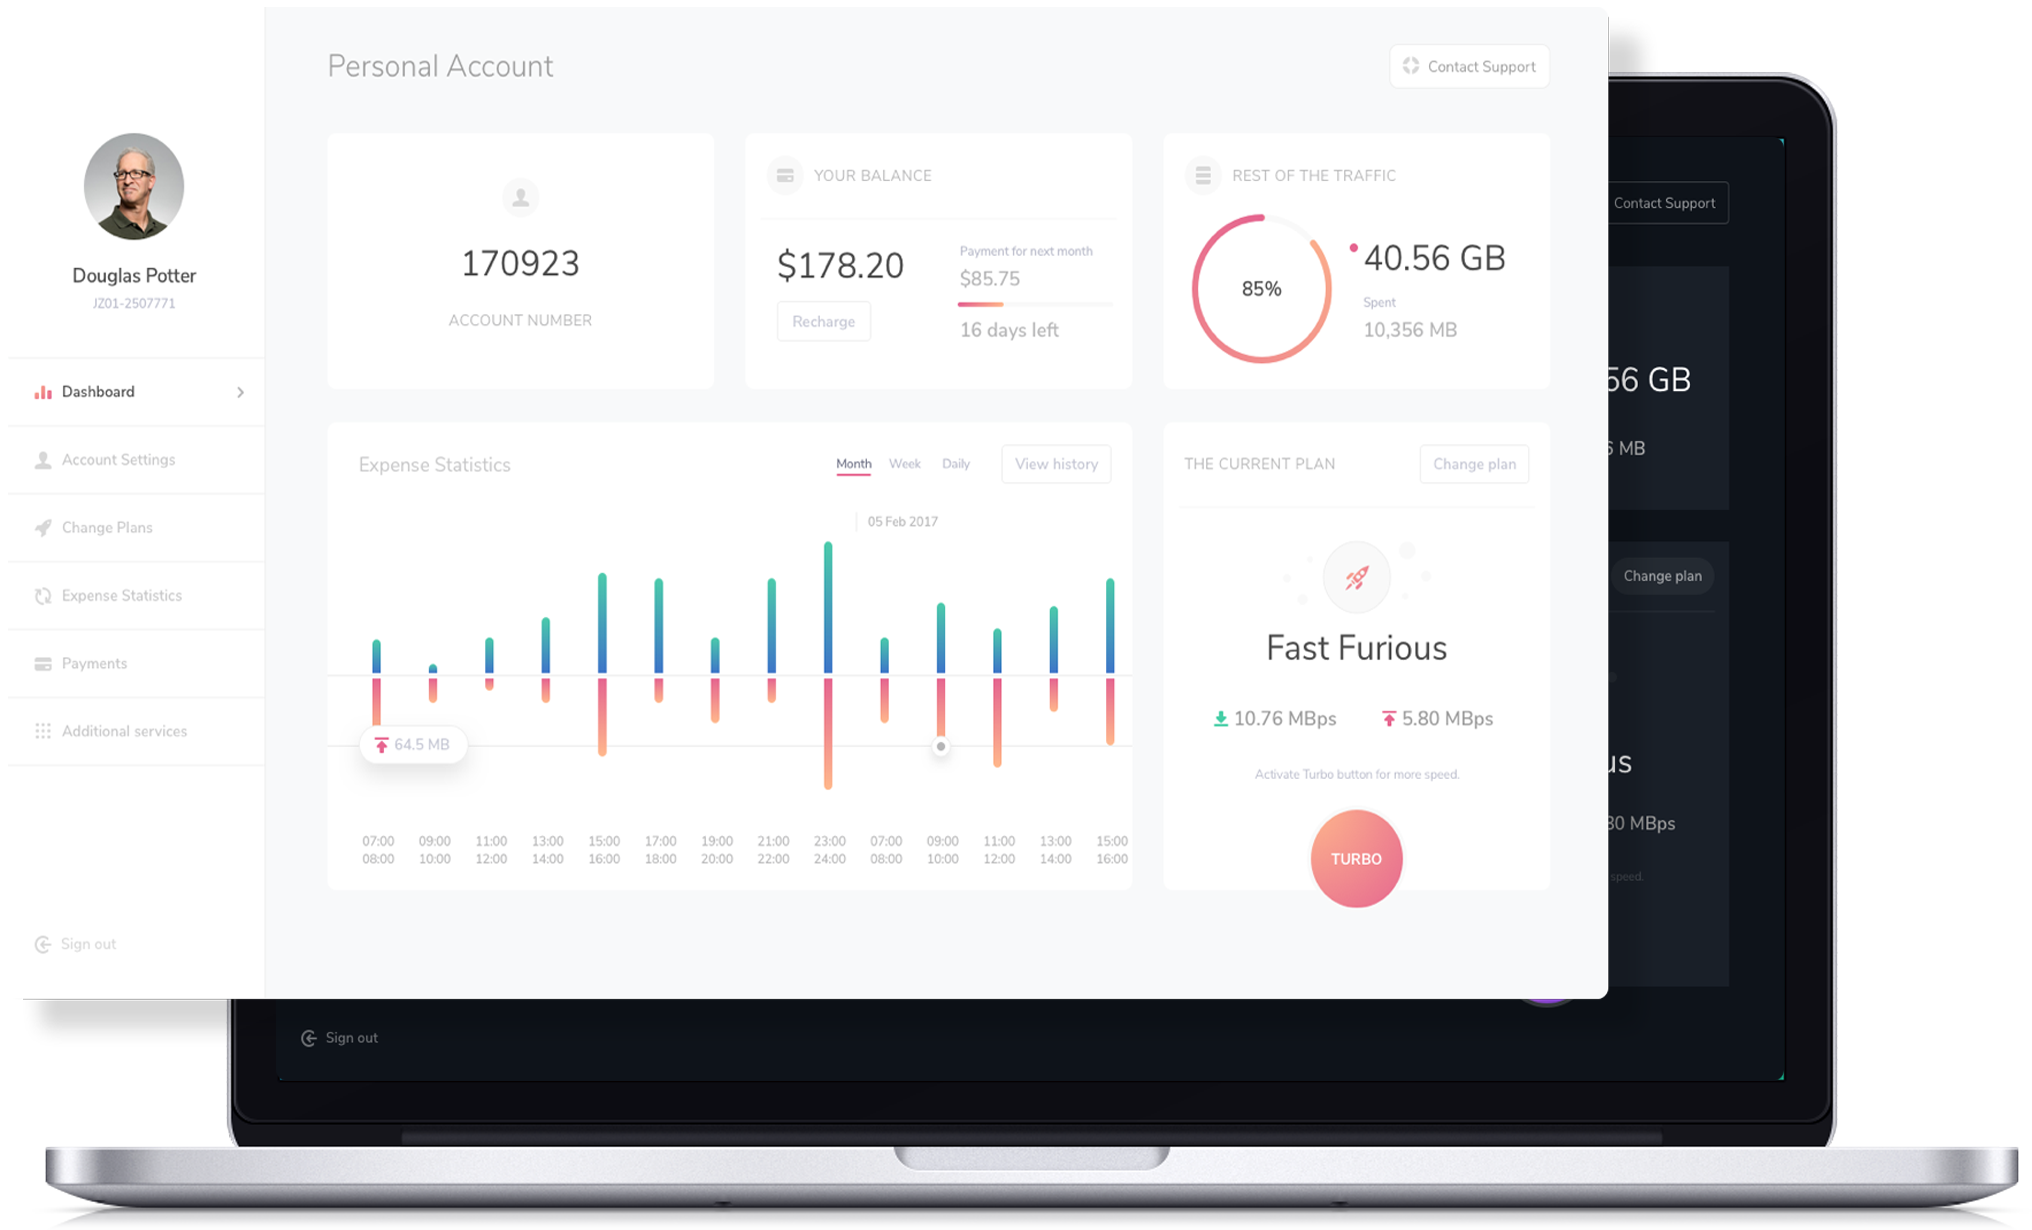 Personal Account
Contact Support
Douglas Potter
JZ01-2507771
Dashboard
Account Settings
Change Plans
Expense Statistics
Payments
Additional services
Sign out
170923
ACCOUNT NUMBER
YOUR BALANCE
$178.20
Recharge
Payment for next month
$85.75
16 days left
REST OF THE TRAFFIC
85%
40.56 GB
Spent
10,356 MB
Expense Statistics
Month Week Daily
View history
05 Feb 2017
64.5 MB
07:00 09:00 11:00 13:00 15:00 17:00 19:00 21:00 23:00 07:00 09:00 11:00 13:00 15:00
08:00 10:00 12:00 14:00 16:00 18:00 20:00 22:00 24:00 08:00 10:00 12:00 14:00 16:00
THE CURRENT PLAN
Change plan
Fast Furious
10.76 MBps 5.80 MBps
Activate Turbo button for more speed.
TURBO
Contact Support
56 GB
MB
Change plan
us
30 MBps
speed.
Sign out